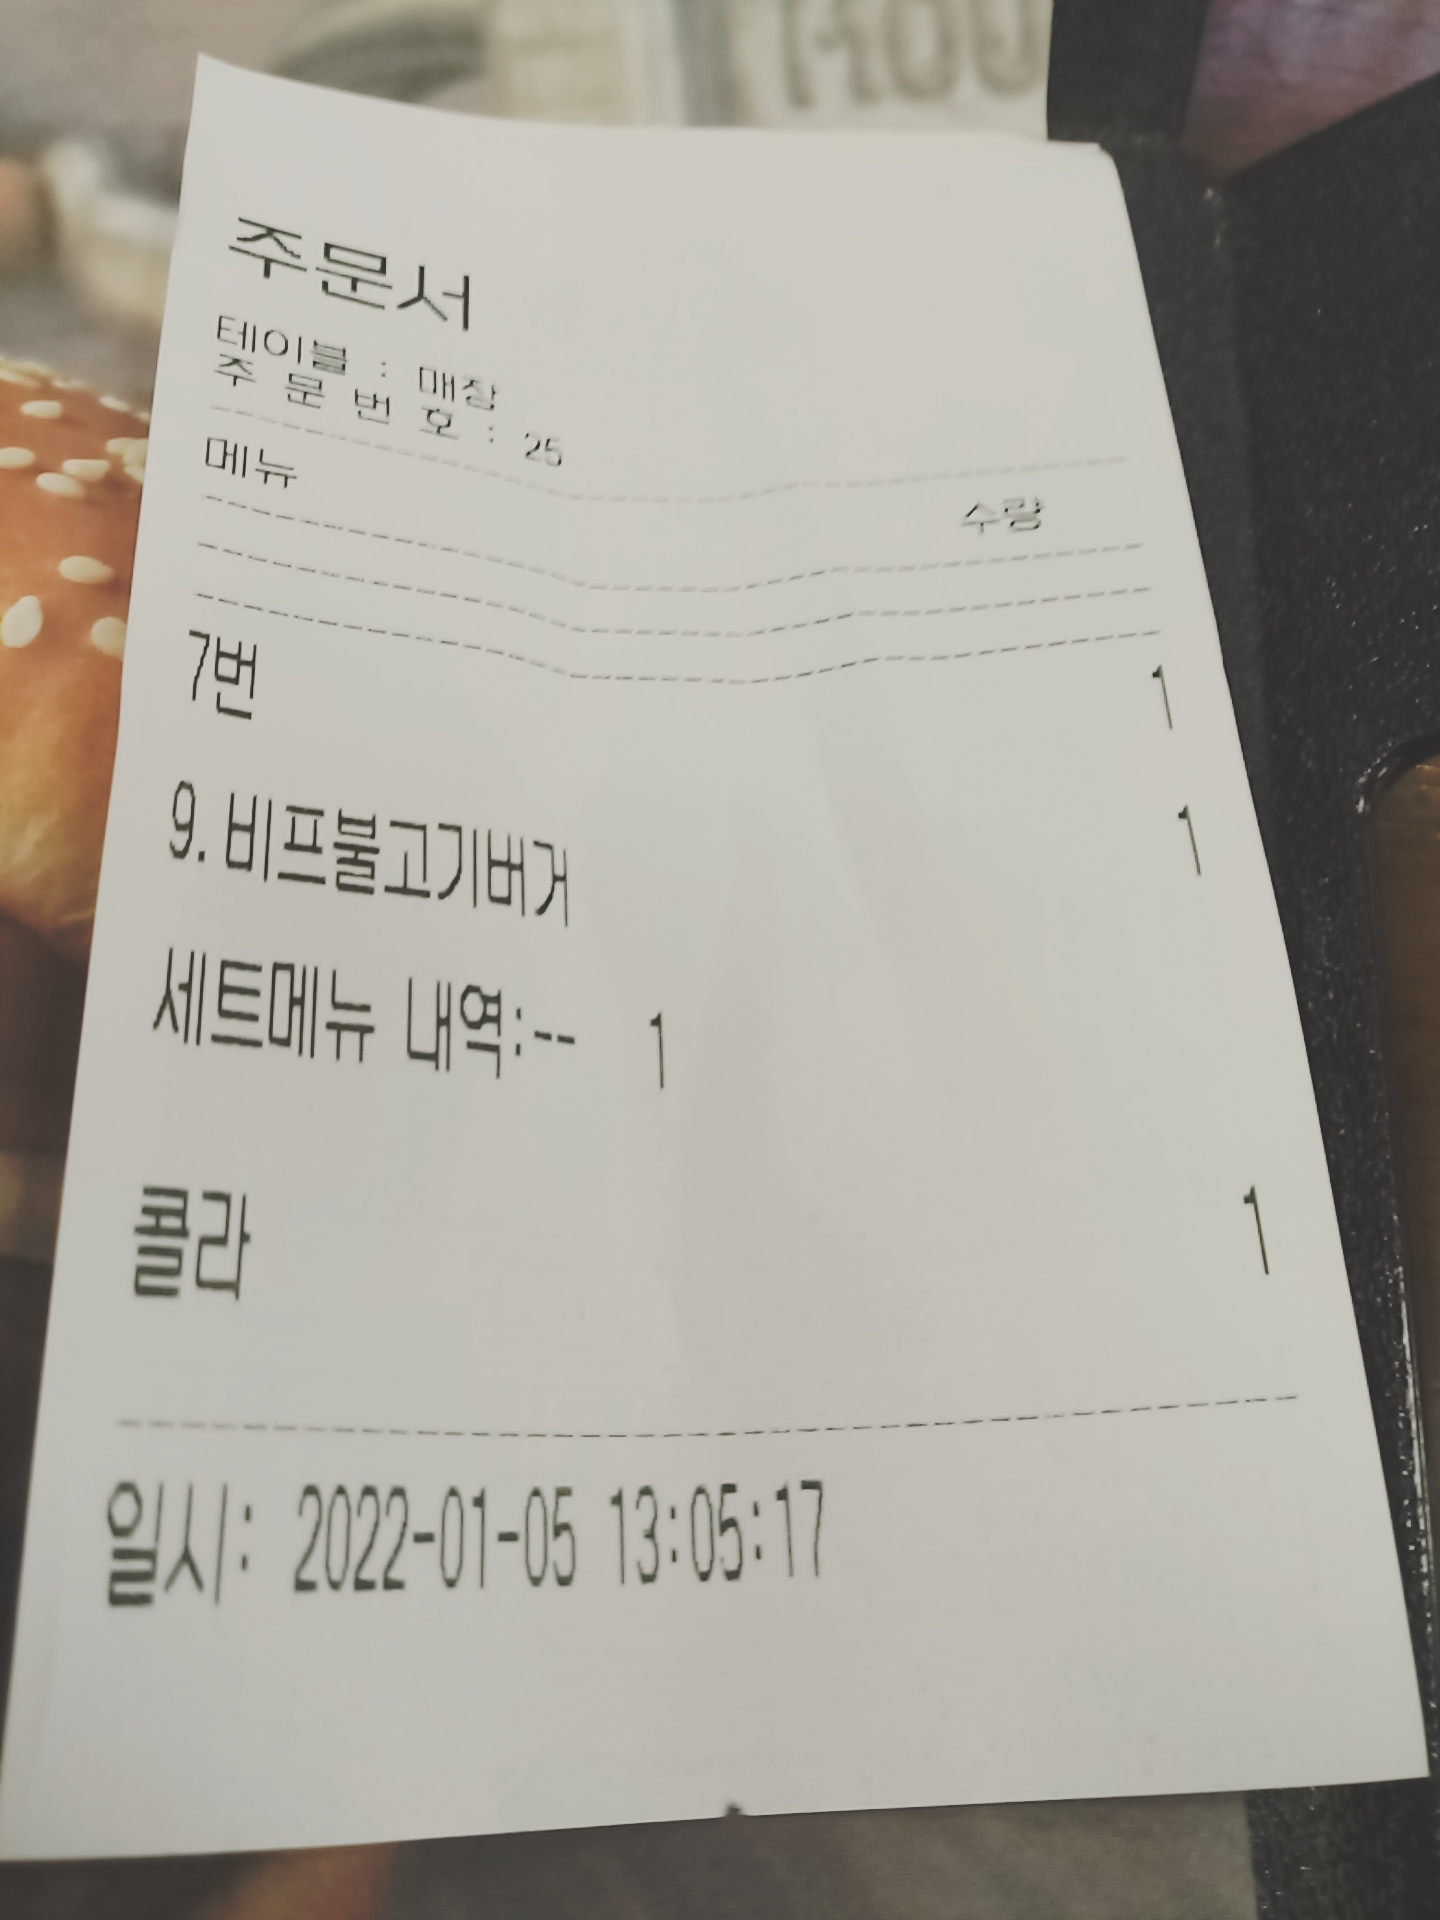 주문서
테이블 : 매장
주 문 번 호 : 25
메뉴 수량
7번 1
9.비프불고기버거 1
세트메뉴 내역:-- 1
콜라 1
일시: 2022-01-05 13:05:17